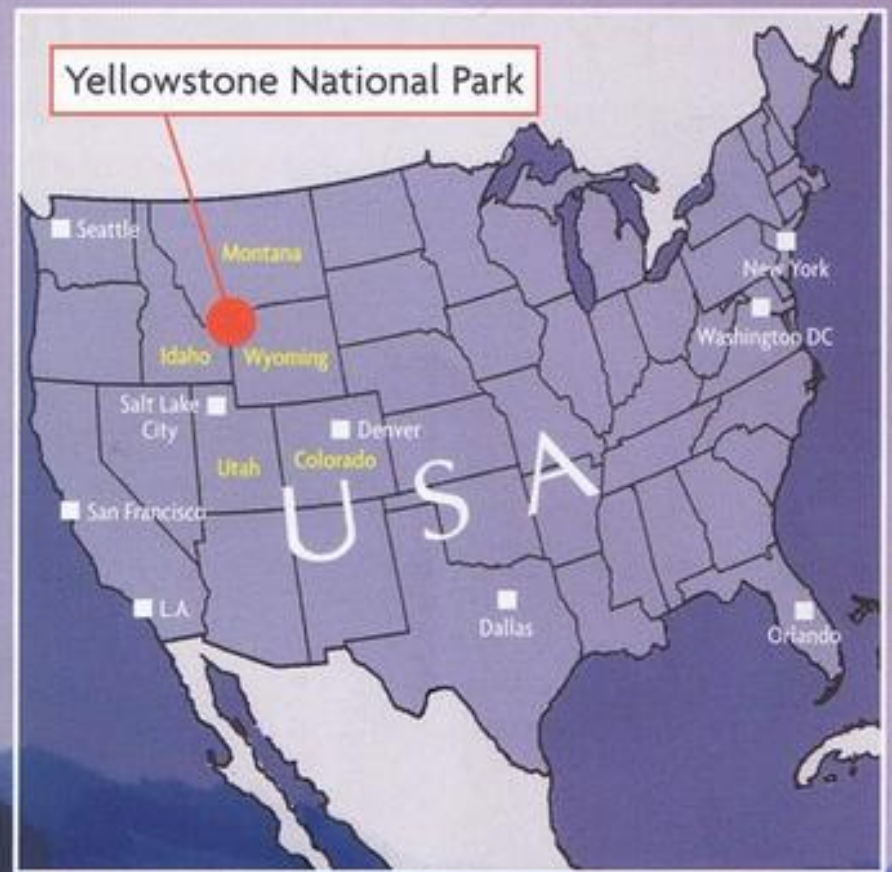 Yellowstone National Park
Seattle
Montana
New York
Washington DC
Idaho
Wyoming
Salt Lake
City
Denver
Utah
Colorado
USA
San Francisco
L.A.
Dallas
Orlando